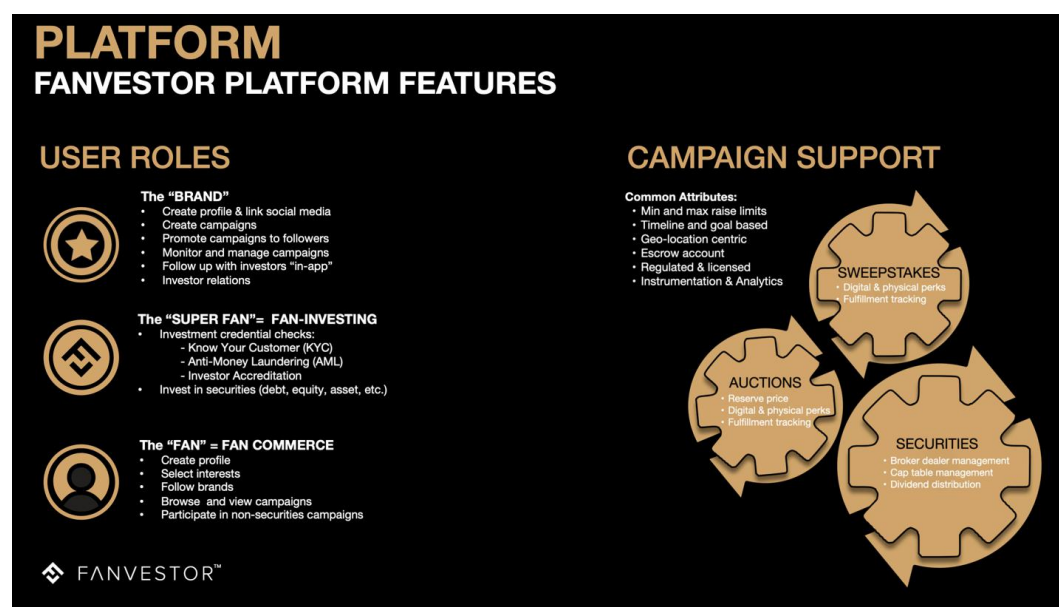 PLATFORM
FANVESTOR PLATFORM FEATURES
USER ROLES
The “BRAND”
• Create profile & link social media
• Create campaigns
• Promote campaigns to followers
• Monitor and manage campaigns
• Follow up with investors “in-app”
• Investor relations
The “SUPER FAN”= FAN-INVESTING
• Investment credential checks:
- Know Your Customer (KYC)
- Anti-Money Laundering (AML)
- Investor Accreditation
• Invest in securities (debt, equity, asset, etc.)
The “FAN” = FAN COMMERCE
• Create profile
• Select interests
• Follow brands
• Browse and view campaigns
• Participate in non-securities campaigns
CAMPAIGN SUPPORT
Common Attributes:
• Min and max raise limits
• Timeline and goal based
• Geo-location centric
• Escrow account
• Regulated & licensed
• Instrumentation & Analytics
SWEEPSTAKES
• Digital & physical perks
• Fulfillment tracking
AUCTIONS
• Reserve price
• Digital & physical perks
• Fulfillment tracking
SECURITIES
• Broker dealer management
• Cap table management
• Dividend distribution
FΛNVESTOR™